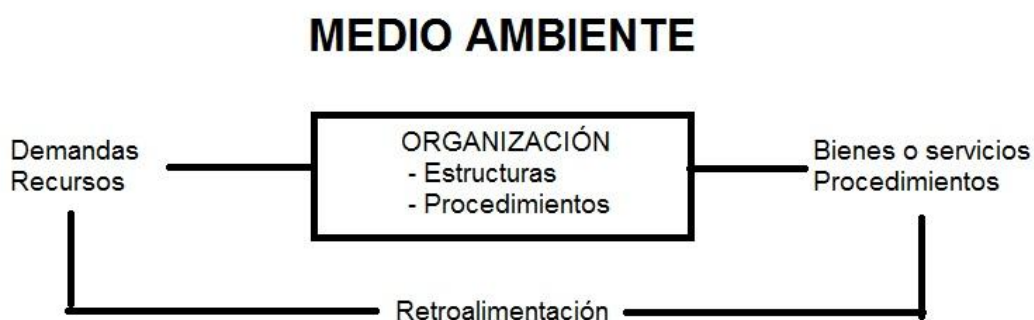 MEDIO AMBIENTE
Demandas
Recursos
ORGANIZACIÓN
- Estructuras
- Procedimientos
Bienes o servicios
Procedimientos
Retroalimentación